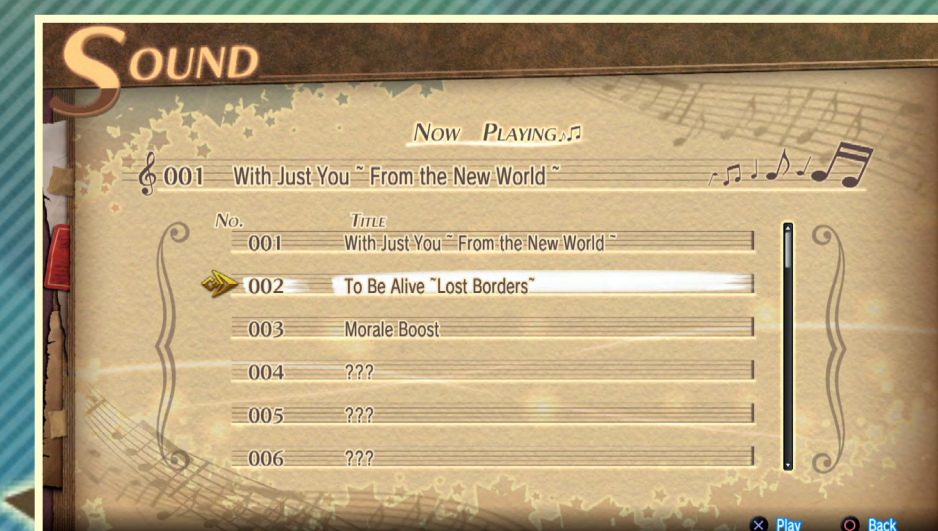 SOUND
NOW PLAYING♪♫
001 With Just You ~ From the New World ~
NO. TITLE
001 With Just You ~ From the New World ~
002 To Be Alive ~Lost Borders~
003 Morale Boost
004 ???
005 ???
006 ???
Play Back